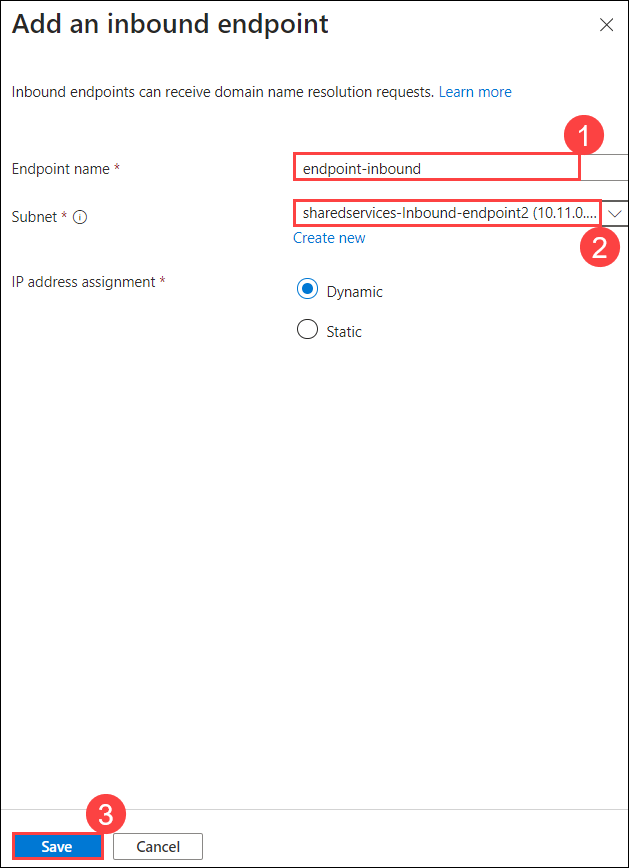 Add an inbound endpoint
Inbound endpoints can receive domain name resolution requests. Learn more
1
Endpoint name *
endpoint-inbound
Subnet *
sharedservices-Inbound-endpoint2 (10.11.0....
2
Create new
IP address assignment *
Dynamic
Static
3
Save
Cancel